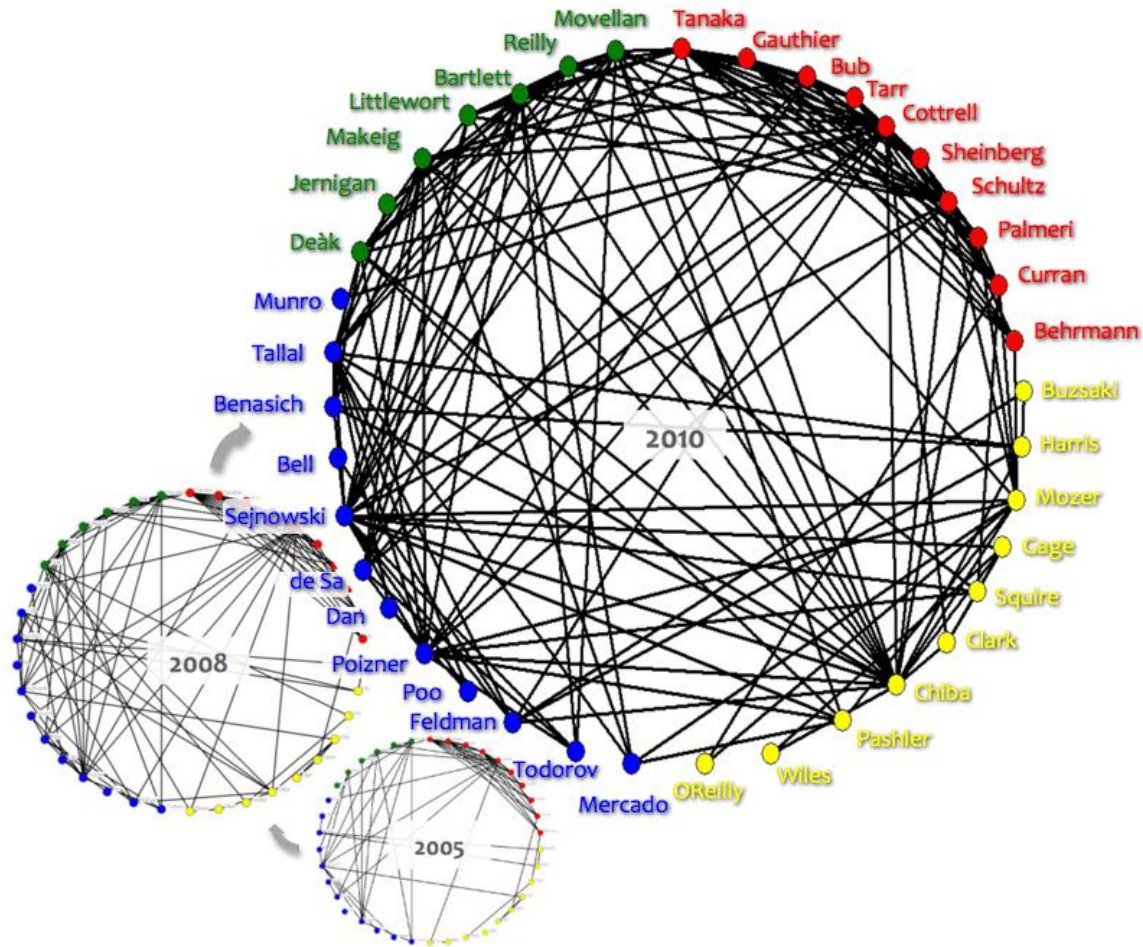 Movellan
Tanaka
Reilly
Gauthier
Bartlett
Bub
Littlewort
Tarr
Makeig
Cottrell
Jernigan
Sheinberg
Deàk
Schultz
Munro
Palmeri
Tallal
Curran
Benasich
Behrmann
Bell
Buzsaki
Sejnowski
Harris
de Sa
Mozer
Dan
Gage
Poizner
Squire
Poo
Clark
Feldman
Chiba
Todorov
Pashler
Mercado
Wiles
OReilly
2010
2008
2005